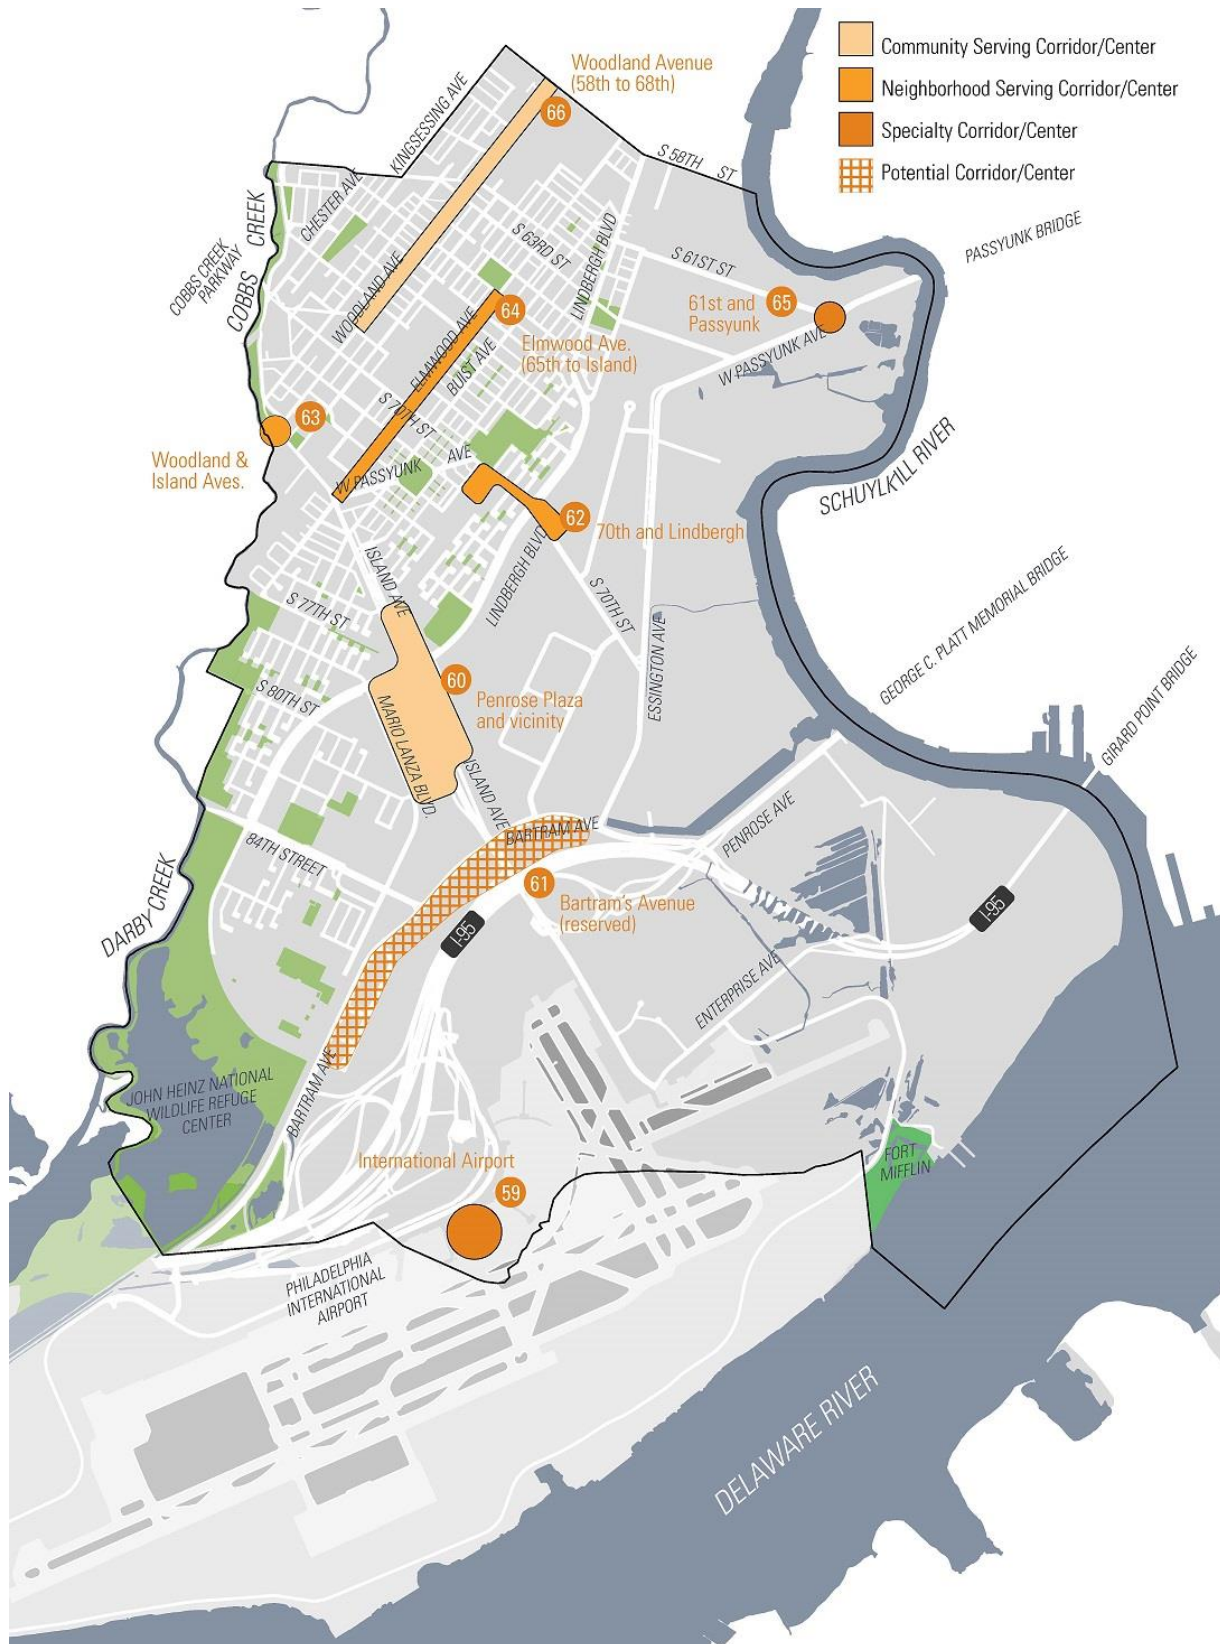 Community Serving Corridor/Center
Neighborhood Serving Corridor/Center
Specialty Corridor/Center
Potential Corridor/Center
Woodland Avenue
(58th to 68th)
66
KINGSESSING AVE
S 58TH ST
CHESTER AVE
COBBS CREEK
COBBS CREEK
PARKWAY
S 63RD ST
LINDBERGH BLVD
S 61ST ST
PASSYUNK BRIDGE
WOODLAND AVE
65
61st and
Passyunk
64
ELMWOOD AVE
Elmwood Ave.
(65th to Island)
BUIST AVE
W PASSYUNK AVE
S 70TH ST
63
Woodland &
Island Aves.
W PASSYUNK AVE
SCHUYLKILL RIVER
62
70th and Lindbergh
ISLAND AVE
LINDBERGH BLVD
S 77TH ST
S 70TH ST
GEORGE C. PLATT MEMORIAL BRIDGE
ESSINGTON AVE
60
Penrose Plaza
and vicinity
S 80TH ST
MARIO LANZA BLVD.
GIRARD POINT BRIDGE
ISLAND AVE
BARTRAM AVE
PENROSE AVE
84TH STREET
61
Bartram's Avenue
(reserved)
I-95
I-95
DARBY CREEK
ENTERPRISE AVE
JOHN HEINZ NATIONAL
WILDLIFE REFUGE
CENTER
BARTRAM AVE
International Airport
59
FORT
MIFFLIN
PHILADELPHIA
INTERNATIONAL
AIRPORT
DELAWARE RIVER